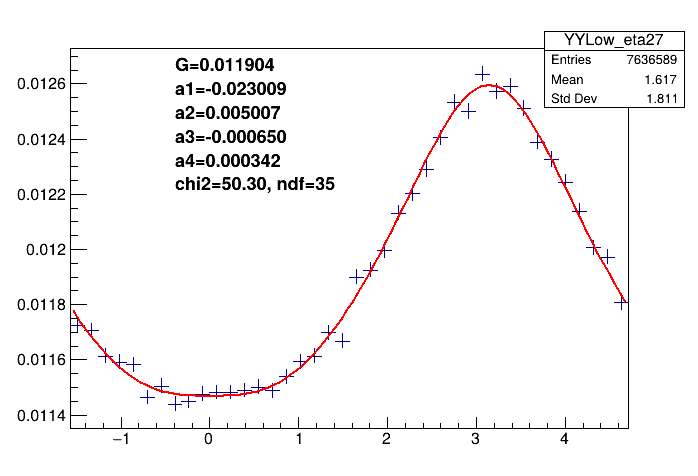 YYLow_eta27
Entries 7636589
Mean 1.617
Std Dev 1.811
G=0.011904
a1=-0.023009
a2=0.005007
a3=-0.000650
a4=0.000342
chi2=50.30, ndf=35
0.0126
0.0124
0.0122
0.012
0.0118
0.0116
0.0114
−1 0 1 2 3 4